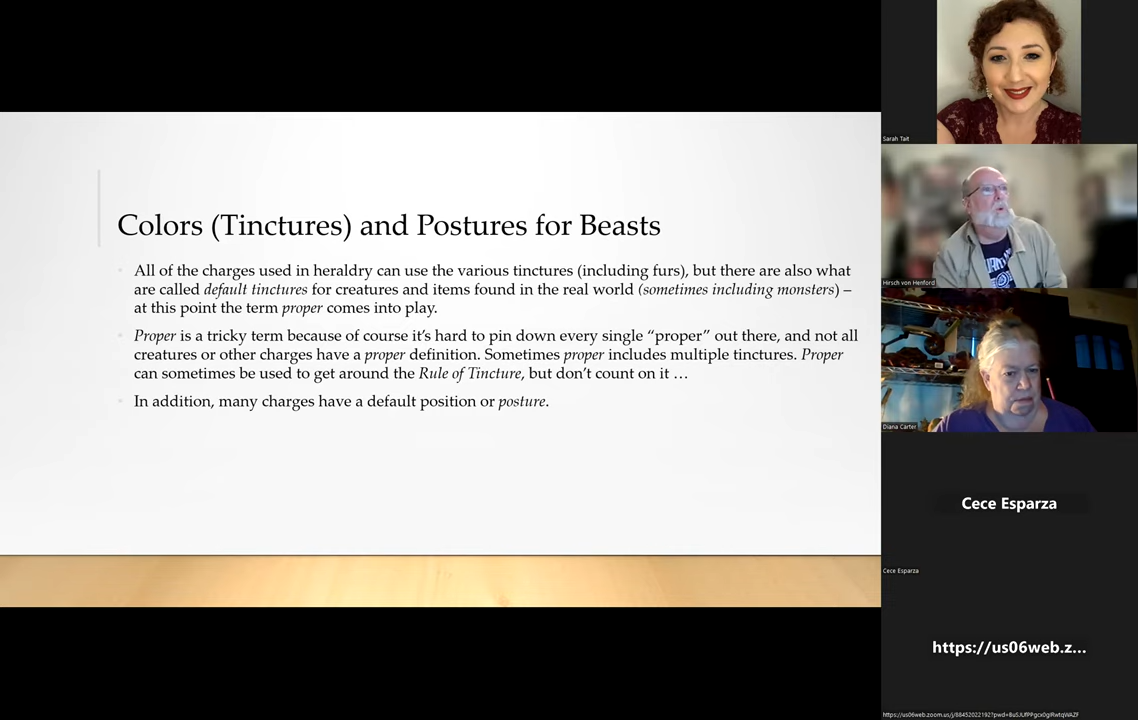 Colors (Tinctures) and Postures for Beasts
All of the charges used in heraldry can use the various tinctures (including furs), but there are also what
are called default tinctures for creatures and items found in the real world (sometimes including monsters) –
at this point the term proper comes into play.
Proper is a tricky term because of course it’s hard to pin down every single “proper” out there, and not all
creatures or other charges have a proper definition. Sometimes proper includes multiple tinctures. Proper
can sometimes be used to get around the Rule of Tincture, but don’t count on it …
In addition, many charges have a default position or posture.
Sarah Tait
Hirsch von Henford
Diana Carter
Cece Esparza
Cece Esparza
https://us06web.z...